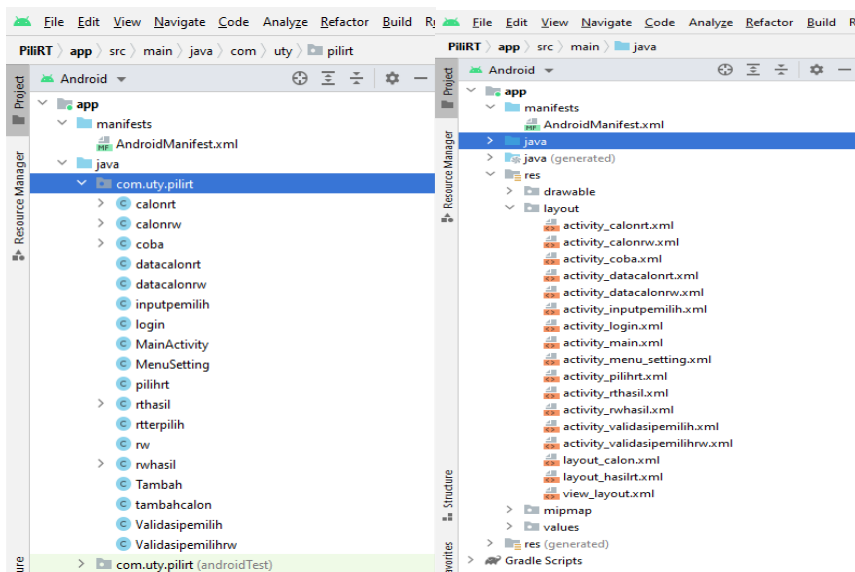 File Edit View Navigate Code Analyze Refactor Build R
PiliRT app src main java com uty pilirt
Project
Resource Manager
Android
app
manifests
AndroidManifest.xml
java
com.uty.pilirt
calonrt
calonrw
coba
datacalonrt
datacalonrw
inputpemilih
login
MainActivity
MenuSetting
pilihrt
rthasil
rtterpilih
rw
rwhasil
Tambah
tambahcalon
Validasipemilih
Validasipemilihrw
com.uty.pilirt (androidTest)
ure
File Edit View Navigate Code Analyze Refactor Build R
PiliRT app src main java
Project
Resource Manager
Structure
avorites
Android
app
manifests
AndroidManifest.xml
java
java (generated)
res
drawable
layout
activity_calonrt.xml
activity_calonrw.xml
activity_coba.xml
activity_datacalonrt.xml
activity_datacalonrw.xml
activity_inputpemilih.xml
activity_login.xml
activity_main.xml
activity_menu_setting.xml
activity_pilihrt.xml
activity_rthasil.xml
activity_rwhasil.xml
activity_validasipemilih.xml
activity_validasipemilihrw.xml
layout_calon.xml
layout_hasilrt.xml
view_layout.xml
mipmap
values
res (generated)
Gradle Scripts